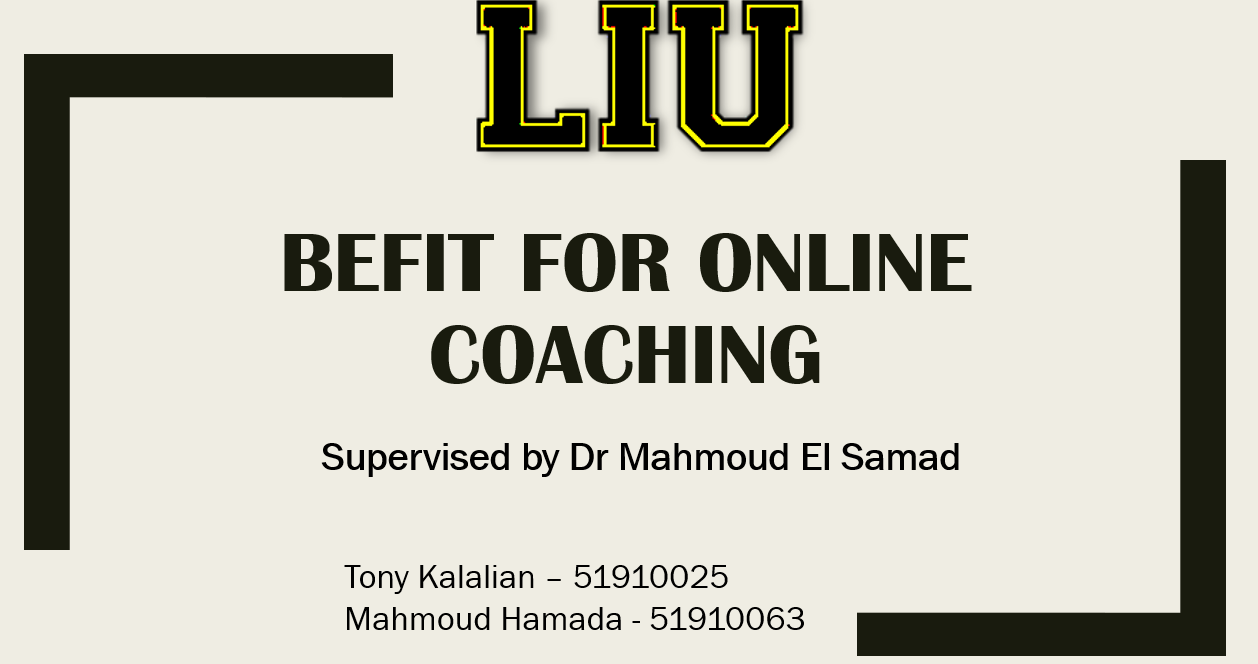 LIU
BEFIT FOR ONLINE
COACHING
Supervised by Dr Mahmoud El Samad
Tony Kalalian – 51910025
Mahmoud Hamada - 51910063